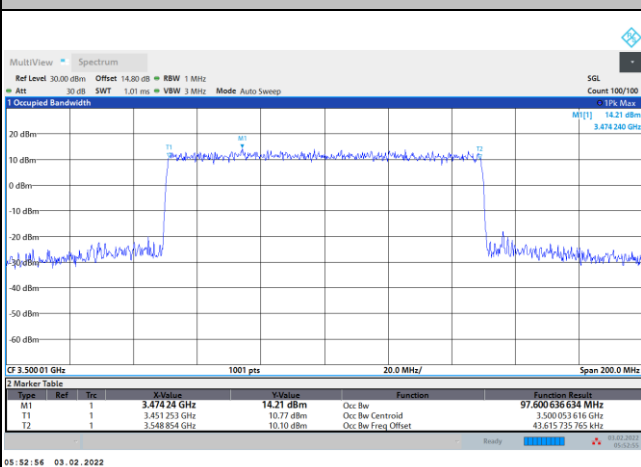 MultiView Spectrum
Ref Level 30.00 dBm Offset 14.80 dB RBW 1 MHz SGL
Att 30 dB SWT 1.01 ms VBW 3 MHz Mode Auto Sweep Count 100/100
1 Occupied Bandwidth 1Pk Max
M1[1] 14.21 dBm
3.474 240 GHz
20 dBm
T1 M1 T2
10 dBm
0 dBm
-10 dBm
-20 dBm
-30 dBm
-40 dBm
-50 dBm
-60 dBm
CF 3.500 01 GHz 1001 pts 20.0 MHz/ Span 200.0 MHz
2 Marker Table
Type Ref Trc X-Value Y-Value Function Function Result
M1 1 3.474 24 GHz 14.21 dBm Occ Bw 97.600 636 634 MHz
T1 1 3.451 253 GHz 10.77 dBm Occ Bw Centroid 3.500 053 616 GHz
T2 1 3.548 854 GHz 10.10 dBm Occ Bw Freq Offset 43.615 735 765 kHz
Ready 03.02.2022
05:52:55
05:52:56 03.02.2022